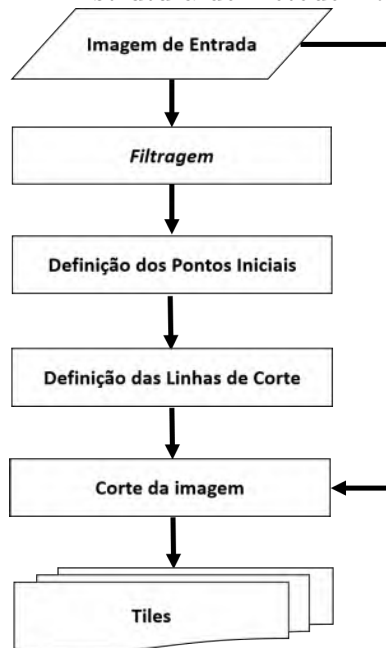 Imagem de Entrada
Filtragem
Definição dos Pontos Iniciais
Definição das Linhas de Corte
Corte da imagem
Tiles